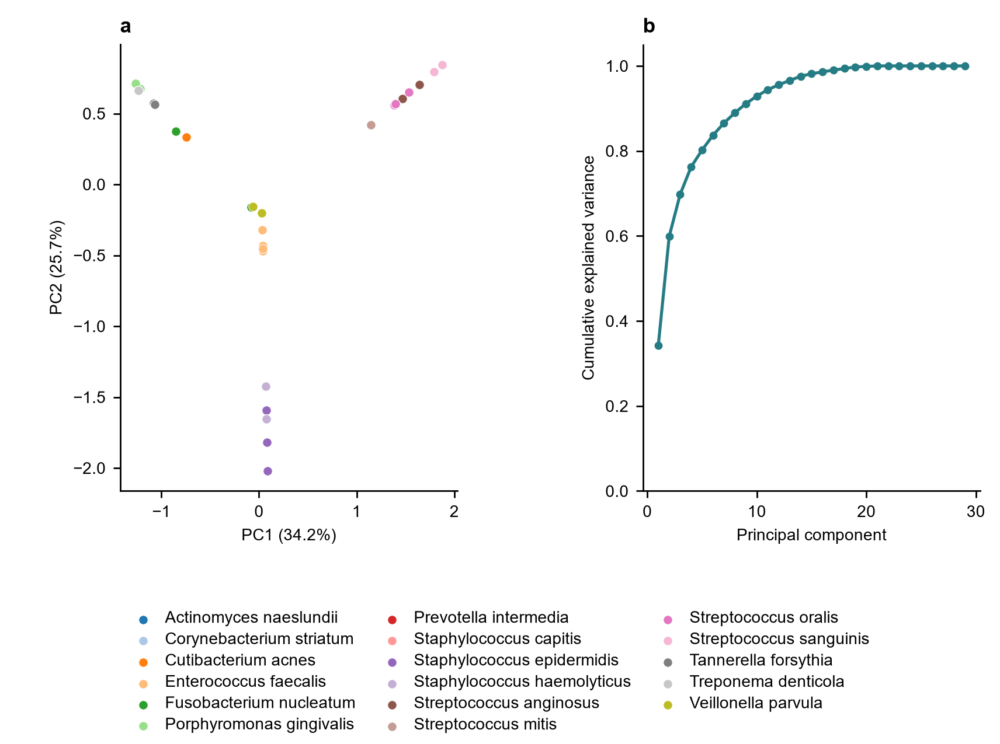 a
0.5
0.0
−0.5
−1.0
−1.5
−2.0
PC2 (25.7%)
−1
0
1
2
PC1 (34.2%)
b
1.0
0.8
0.6
0.4
0.2
0.0
Cumulative explained variance
0
10
20
30
Principal component
Actinomyces naeslundii
Corynebacterium striatum
Cutibacterium acnes
Enterococcus faecalis
Fusobacterium nucleatum
Porphyromonas gingivalis
Prevotella intermedia
Staphylococcus capitis
Staphylococcus epidermidis
Staphylococcus haemolyticus
Streptococcus anginosus
Streptococcus mitis
Streptococcus oralis
Streptococcus sanguinis
Tannerella forsythia
Treponema denticola
Veillonella parvula